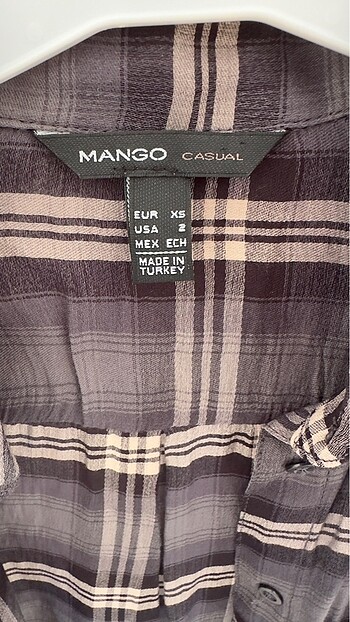 MANGO CASUAL
EUR XS
USA 2
MEX ECH
MADE IN
TURKEY